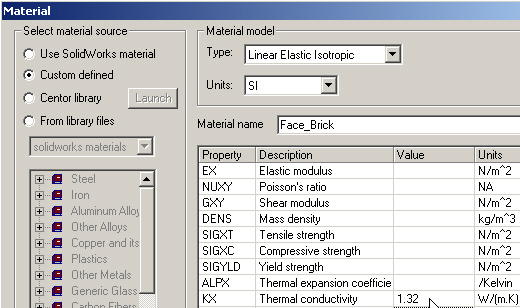 Material
Select material source
Use SolidWorks material
Custom defined
Centor library
Launch
From library files
solidworks materials
Steel
Iron
Aluminum Alloy
Other Alloys
Copper and its
Plastics
Other Metals
Generic Glass
Carbon Fibers
Material model
Type: Linear Elastic Isotropic
Units: SI
Material name Face_Brick
Property Description Value Units
EX Elastic modulus N/m^2
NUXY Poisson's ratio NA
GXY Shear modulus N/m^2
DENS Mass density kg/m^3
SIGXT Tensile strength N/m^2
SIGXC Compressive strength N/m^2
SIGYLD Yield strength N/m^2
ALPX Thermal expansion coefficie /Kelvin
KX Thermal conductivity 1.32 W/(m.K)